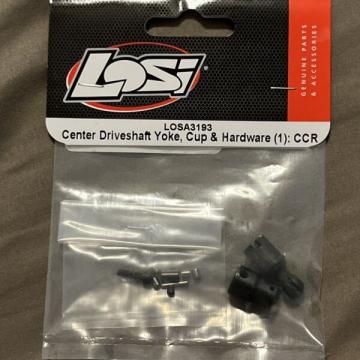 LOSI
GENUINE PARTS
& ACCESSORIES
LOSA3193
Center Driveshaft Yoke, Cup & Hardware (1): CCR